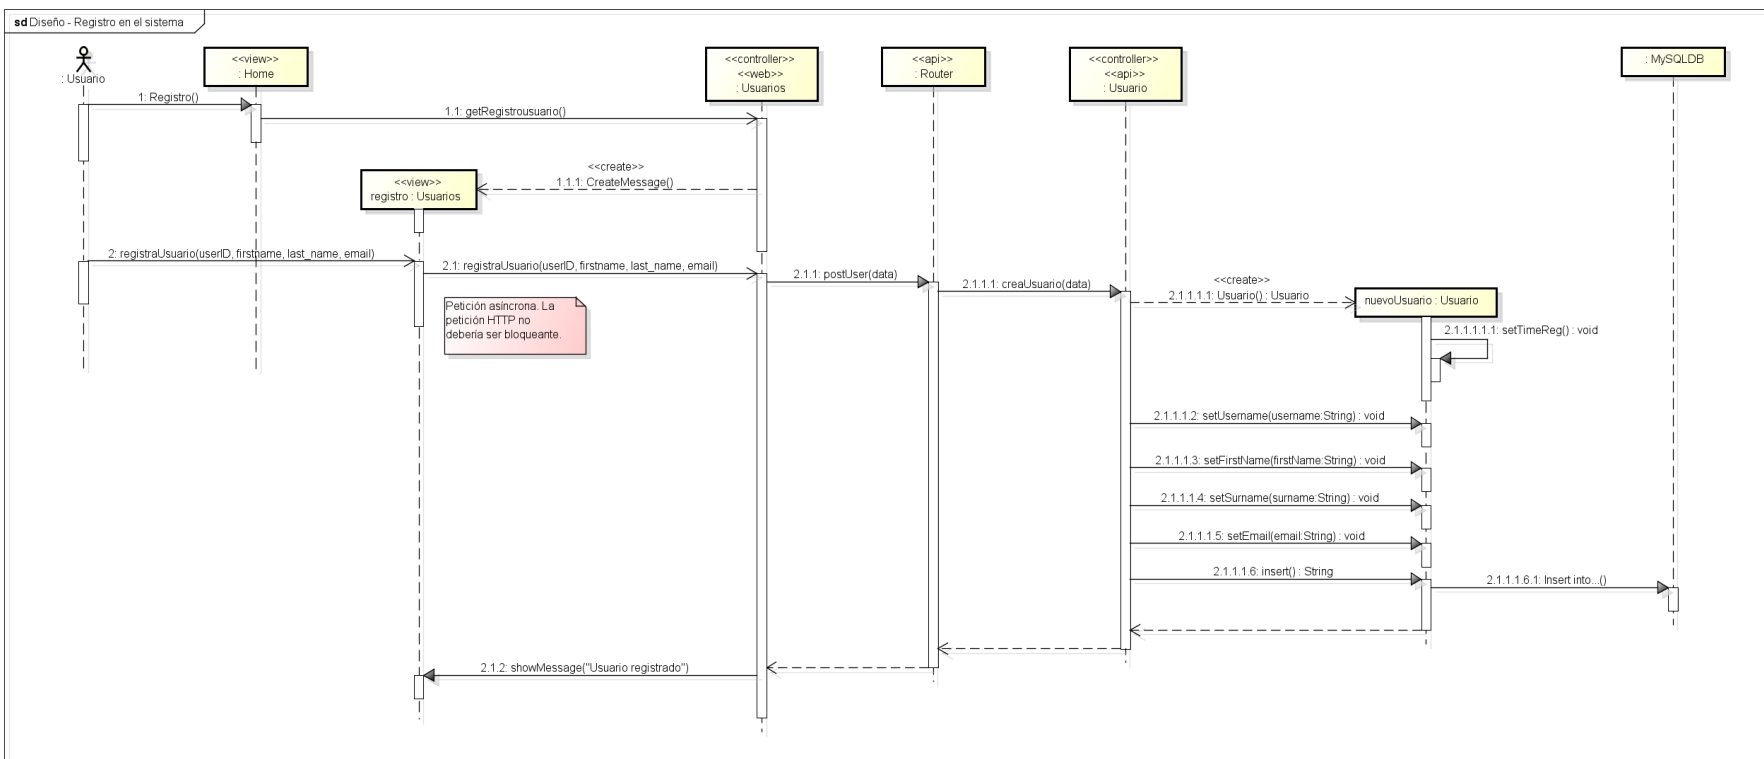 sd Diseño - Registro en el sistema
: Usuario
<<view>>
: Home
<<controller>>
<<web>>
: Usuarios
<<api>>
: Router
<<controller>>
<<api>>
: Usuario
: MySQLDB
1: Registro()
1.1: getRegistrousuario()
<<create>>
1.1.1: CreateMessage()
<<view>>
registro : Usuarios
2: registraUsuario(userID, firstname, last_name, email)
2.1: registraUsuario(userID, firstname, last_name, email)
2.1.1: postUser(data)
2.1.1.1: creaUsuario(data)
<<create>>
2.1.1.1.1: Usuario() : Usuario
nuevoUsuario : Usuario
Petición asíncrona. La
petición HTTP no
debería ser bloqueante.
2.1.1.1.1.1: setTimeReg() : void
2.1.1.1.2: setUsername(username:String) : void
2.1.1.1.3: setFirstName(firstName:String) : void
2.1.1.1.4: setSurname(surname:String) : void
2.1.1.1.5: setEmail(email:String) : void
2.1.1.1.6: insert() : String
2.1.1.1.6.1: Insert into...()
2.1.2: showMessage("Usuario registrado")